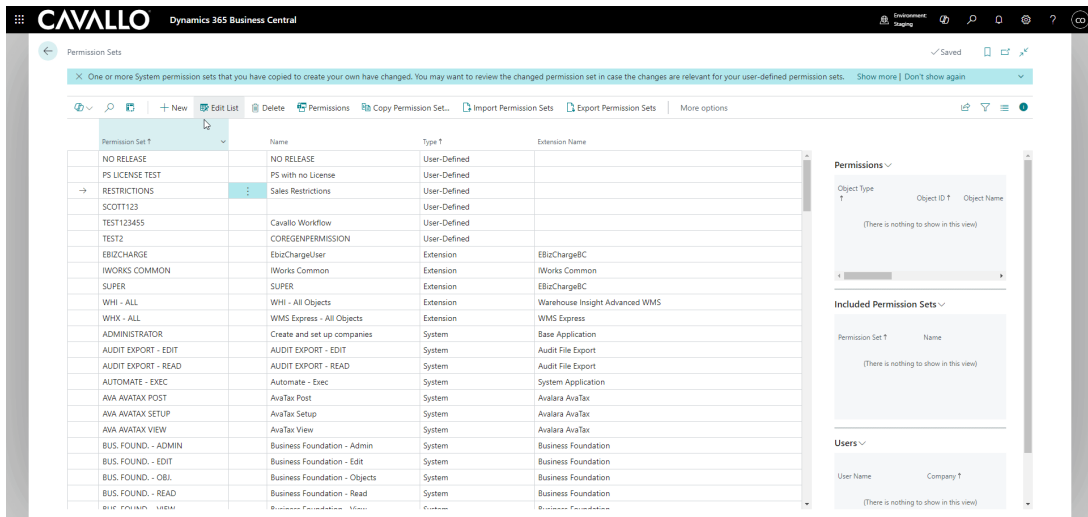 CAVALLO Dynamics 365 Business Central Environment: Staging ? CO
Permission Sets Saved
One or more System permission sets that you have copied to create your own have changed. You may want to review the changed permission set in case the changes are relevant for your user-defined permission sets. Show more | Don't show again
New Edit List Delete Permissions Copy Permission Set... Import Permission Sets Export Permission Sets More options
Permission Set ↑ Name Type ↑ Extension Name
NO RELEASE NO RELEASE User-Defined
PS LICENSE TEST PS with no License User-Defined
RESTRICTIONS Sales Restrictions User-Defined
SCOTT123 User-Defined
TEST123455 Cavallo Workflow User-Defined
TEST2 COREGENPERMISSION User-Defined
EBIZCHARGE EbizChargeUser Extension EBizChargeBC
IWORKS COMMON IWorks Common Extension IWorks Common
SUPER SUPER Extension EBizChargeBC
WHI - ALL WHI - All Objects Extension Warehouse Insight Advanced WMS
WHX - ALL WMS Express - All Objects Extension WMS Express
ADMINISTRATOR Create and set up companies System Base Application
AUDIT EXPORT - EDIT AUDIT EXPORT - EDIT System Audit File Export
AUDIT EXPORT - READ AUDIT EXPORT - READ System Audit File Export
AUTOMATE - EXEC Automate - Exec System System Application
AVA AVATAX POST AvaTax Post System Avalara AvaTax
AVA AVATAX SETUP AvaTax Setup System Avalara AvaTax
AVA AVATAX VIEW AvaTax View System Avalara AvaTax
BUS. FOUND. - ADMIN Business Foundation - Admin System Business Foundation
BUS. FOUND. - EDIT Business Foundation - Edit System Business Foundation
BUS. FOUND. - OBJ. Business Foundation - Objects System Business Foundation
BUS. FOUND. - READ Business Foundation - Read System Business Foundation
BUS. FOUND. - VIEW Business Foundation - View System Business Foundation
Permissions
Object Type ↑ Object ID ↑ Object Name
(There is nothing to show in this view)
Included Permission Sets
Permission Set ↑ Name
(There is nothing to show in this view)
Users
User Name Company ↑
(There is nothing to show in this view)